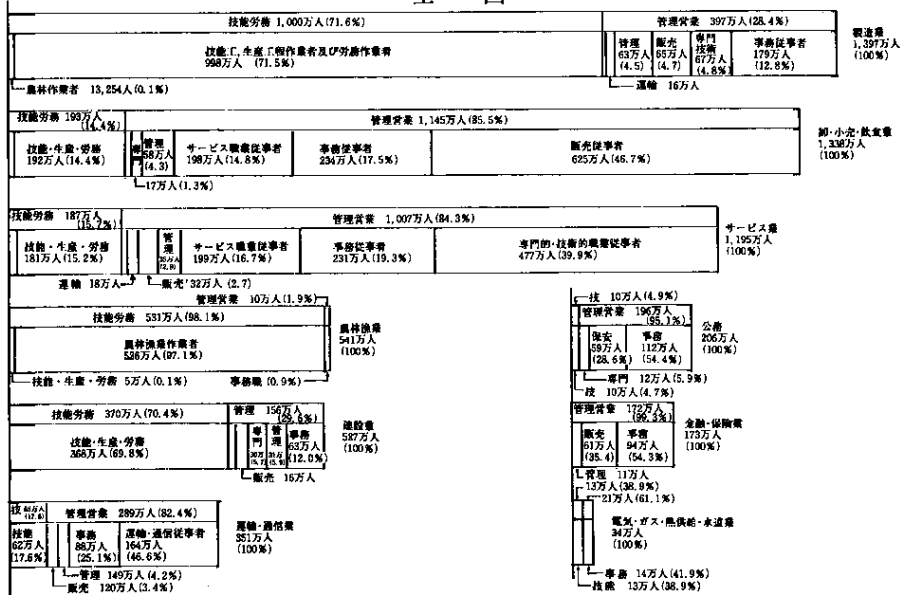 全国
技能労務 1,000万人(71.6%)
管理営業 397万人(28.4%)
製造業
1,397万人
(100%)
技能工,生産工程作業者及び労務作業者
998万人 (71.5%)
管理
63万人
(4.5)
販売
65万人
(4.7)
専門
技術
67万人
(4.8%)
事務従事者
179万人
(12.8%)
農林作業者 13,254人(0.1%)
運輸 16万人
技能労務 193万人
(14.4%)
管理営業 1,145万人(85.5%)
卸・小売・飲食業
1,338万人
(100%)
技能・生産・労務
192万人(14.4%)
専門
管理
58万人
(4.3)
サービス職業従事者
198万人(14.8%)
事務従事者
234万人(17.5%)
販売従事者
625万人(46.7%)
17万人(1.3%)
技能労務 187万人
(15.7%)
管理営業 1,007万人(84.3%)
サービス業
1,195万人
(100%)
技能・生産・労務
181万人(15.2%)
管理
35万人
(2.9)
サービス職業従事者
199万人(16.7%)
事務従事者
231万人(19.3%)
専門的・技術的職業従事者
477万人(39.9%)
運輸 18万人
販売 32万人(2.7)
管理営業 10万人(1.9%)
技能労務 531万人(98.1%)
農林漁業
541万人
(100%)
農林漁業作業者
526万人(97.1%)
技能・生産・労務 5万人(0.1%)
事務職(0.9%)
技 10万人(4.9%)
管理営業 196万人
(95.1%)
公務
206万人
(100%)
保安
59万人
(28.6%)
事務
112万人
(54.4%)
専門 12万人(5.9%)
技 10万人(4.7%)
技能労務 370万人(70.4%)
管理 156万人
(29.6%)
建設業
527万人
(100%)
技能・生産・労務
368万人(69.8%)
専門
30万
(5.7)
管理
31万
(5.9)
事務
63万人
(12.0%)
販売 16万人
管理営業 172万人
(99.3%)
金融・保険業
173万人
(100%)
販売
61万人
(35.4)
事務
94万人
(54.3%)
管理 11万人
技
(17.6)
管理営業 289万人(82.4%)
運輸・通信業
351万人
(100%)
技能
62万人
(17.6%)
事務
88万人
(25.1%)
運輸・通信従事者
164万人
(46.6%)
管理 149万人(4.2%)
販売 120万人(3.4%)
13万人(38.9%)
21万人(61.1%)
電気・ガス・熱供給・水道業
34万人
(100%)
事務 14万人(41.9%)
技能 13万人(38.9%)